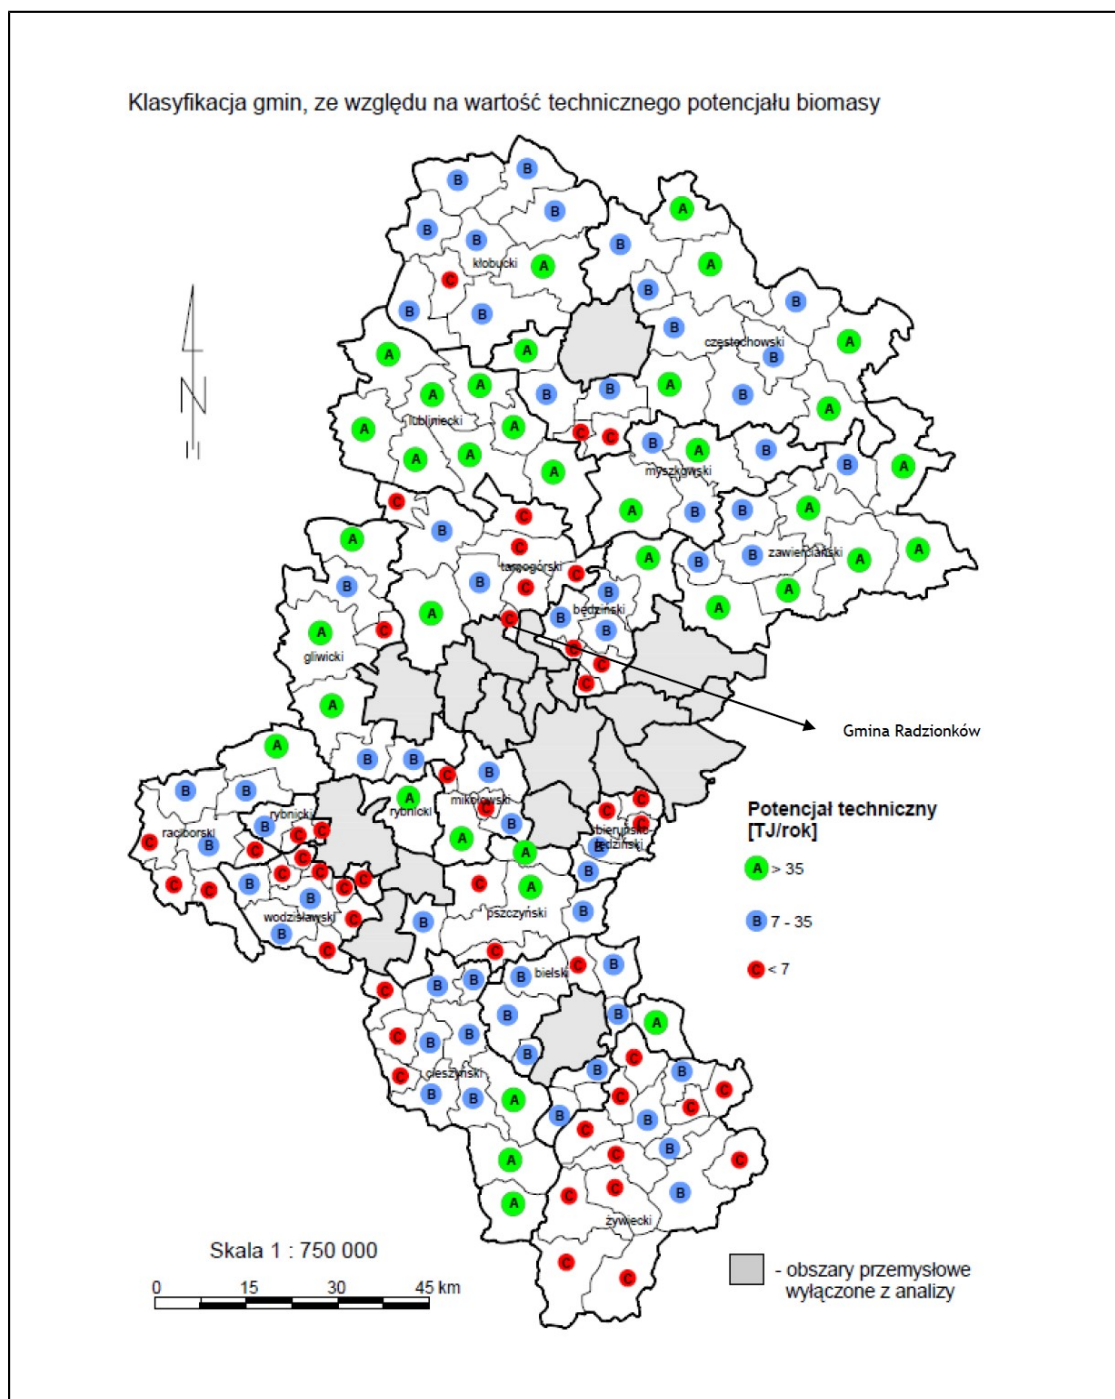 Klasyfikacja gmin, ze względu na wartość technicznego potencjału biomasy
B
B
A
B
B
B
B
kłobucki
A
A
C
B
B
B
B
B
częstochowski
A
A
A
B
B
A
A
B
B
A
B
lubliniecki
A
A
A
C
C
B
A
B
A
A
myszkowski
B
A
A
C
A
B
B
A
C
B
A
C
tarnogórski
A
B
B
zawierciański
A
A
B
B
C
C
B
A
A
będziński
A
C
B
B
A
C
gliwicki
C
C
C
A
Gmina Radzionków
A
B
B
C
B
B
B
rybnicki
A
rybnicki
mikołowski
C
C
C
bieruńsko-
lędziński
C
raciborski
B
B
C
C
C
A
B
B
A
C
C
C
B
C
C
C
B
C
A
B
B
wodzisławski
C
pszczyński
B
B
B
C
C
Potencjał techniczny
[TJ/rok]
A > 35
B 7 - 35
C < 7
bielski
B
C
B
C
B
B
B
B
A
C
B
B
B
C
cieszyński
C
B
B
B
C
B
B
A
B
C
B
C
C
C
B
A
C
C
B
C
A
C
B
żywiecki
C
C
Skala 1 : 750 000
0 15 30 45 km
- obszary przemysłowe
wyłączone z analizy
N